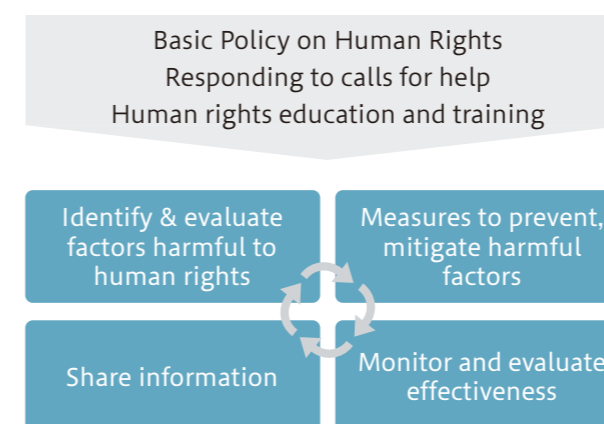 Basic Policy on Human Rights
Responding to calls for help
Human rights education and training
Identify & evaluate
factors harmful to
human rights
Measures to prevent,
mitigate harmful
factors
Share information
Monitor and evaluate
effectiveness